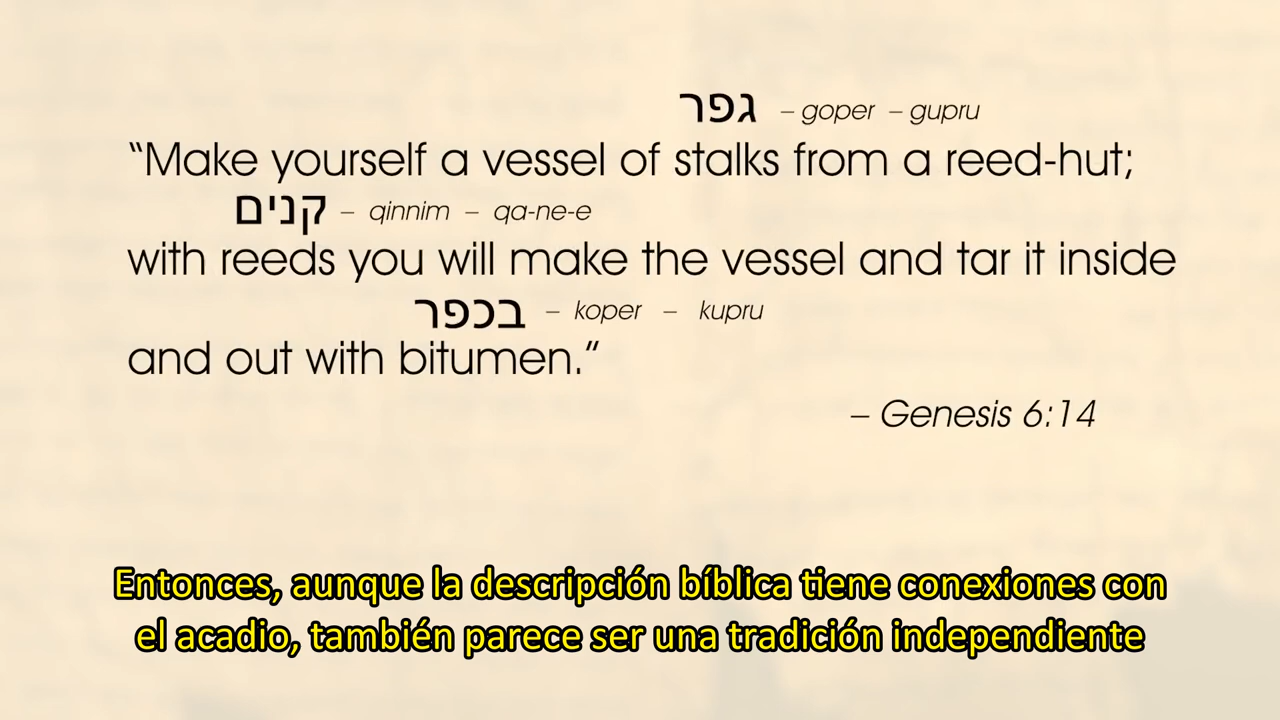 גפר – goper – gupru
“Make yourself a vessel of stalks from a reed-hut;
קנים – qinnim – qa-ne-e
with reeds you will make the vessel and tar it inside
בכפר – koper – kupru
and out with bitumen.”
– Genesis 6:14
Entonces, aunque la descripción bíblica tiene conexiones con
el acadio, también parece ser una tradición independiente